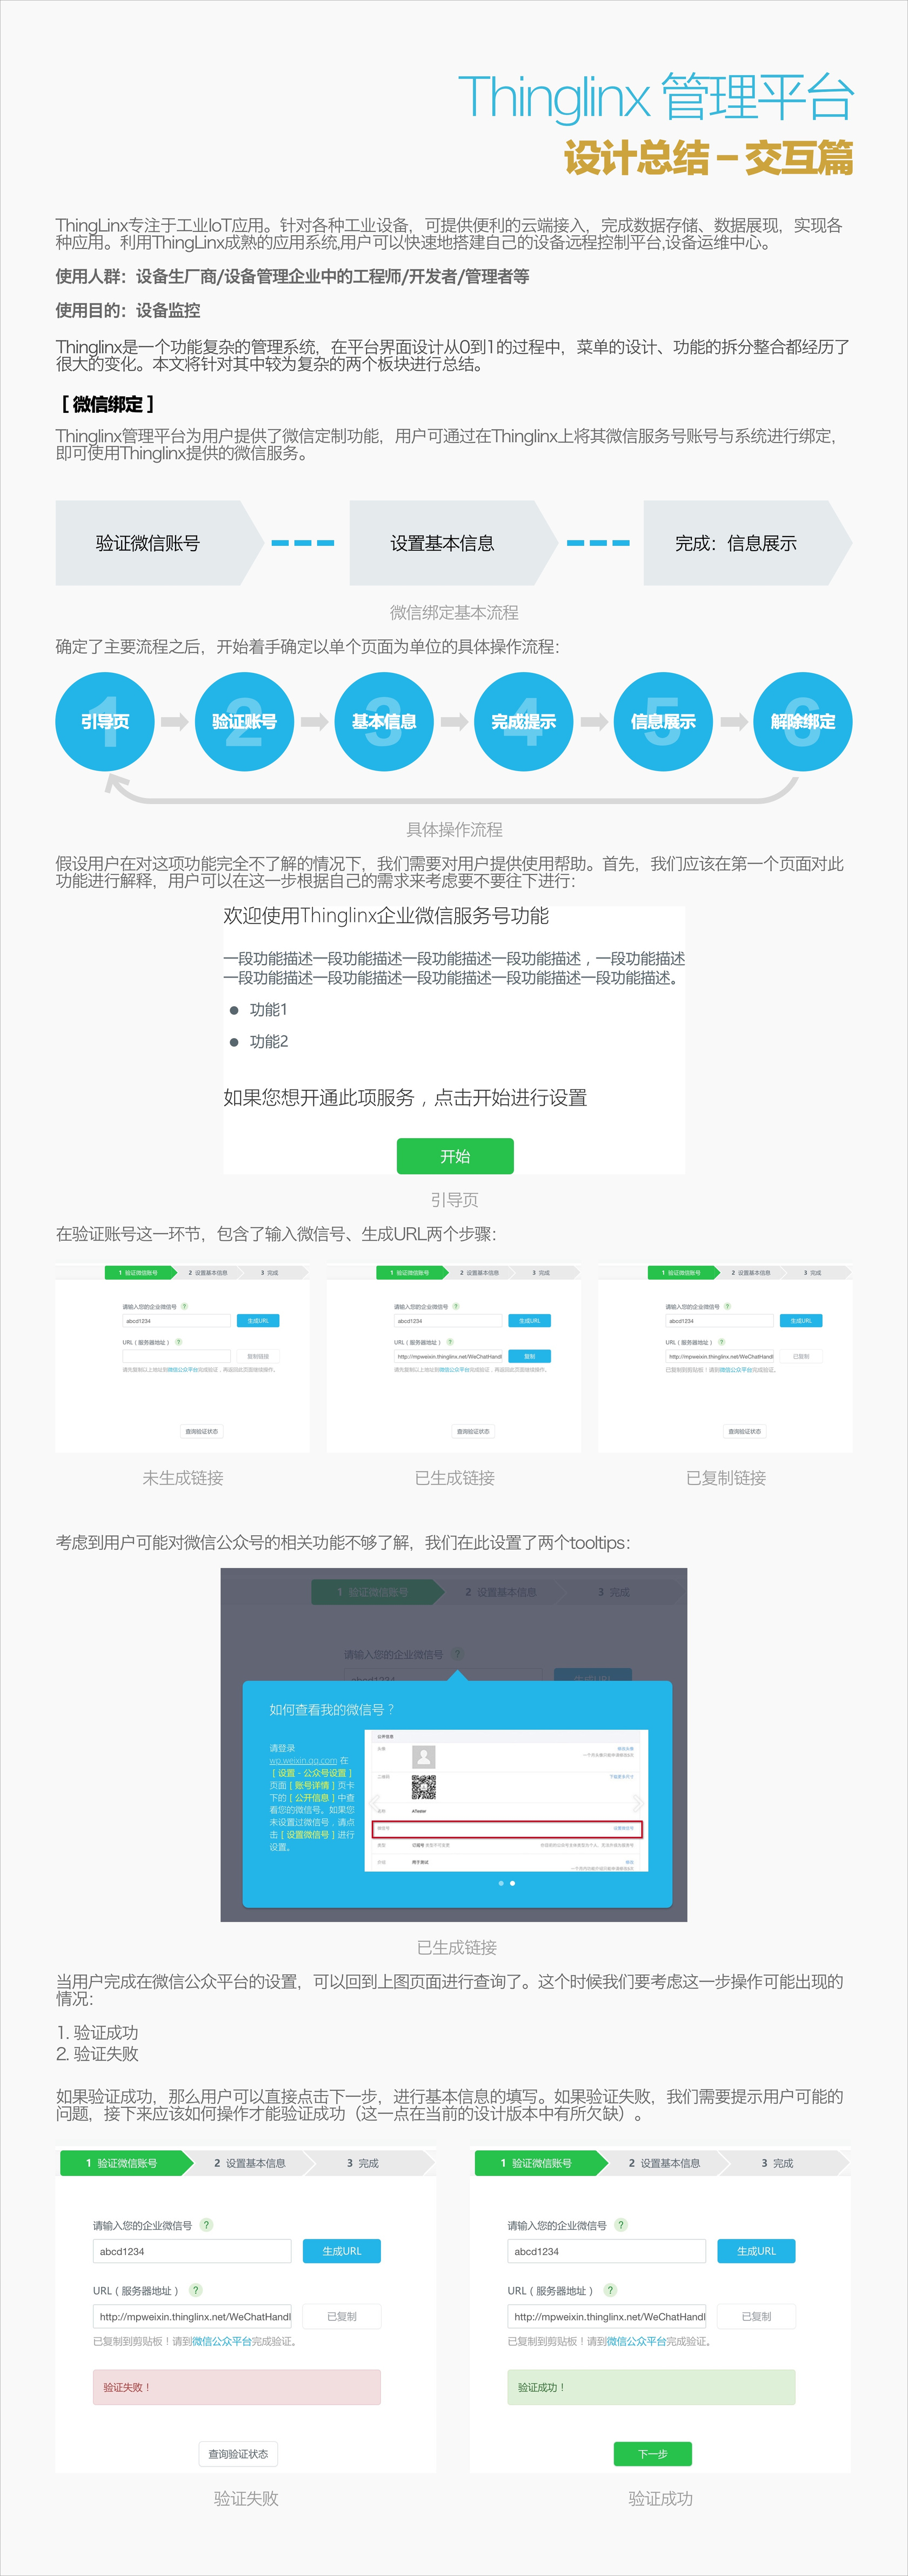 Thinglinx 管理平台
设计总结 – 交互篇
ThingLinx专注于工业IoT应用。针对各种工业设备，可提供便利的云端接入，完成数据存储、数据展现，实现各
种应用。利用ThingLinx成熟的应用系统,用户可以快速地搭建自己的设备远程控制平台,设备运维中心。
使用人群：设备生厂商/设备管理企业中的工程师/开发者/管理者等
使用目的：设备监控
Thinglinx是一个功能复杂的管理系统，在平台界面设计从0到1的过程中，菜单的设计、功能的拆分整合都经历了
很大的变化。本文将针对其中较为复杂的两个板块进行总结。
[ 微信绑定 ]
Thinglinx管理平台为用户提供了微信定制功能，用户可通过在Thinglinx上将其微信服务号账号与系统进行绑定，
即可使用Thinglinx提供的微信服务。
验证微信账号 设置基本信息 完成：信息展示
微信绑定基本流程
确定了主要流程之后，开始着手确定以单个页面为单位的具体操作流程：
1 引导页 2 验证账号 3 基本信息 4 完成提示 5 信息展示 6 解除绑定
具体操作流程
假设用户在对这项功能完全不了解的情况下，我们需要对用户提供使用帮助。首先，我们应该在第一个页面对此
功能进行解释，用户可以在这一步根据自己的需求来考虑要不要往下进行：
欢迎使用Thinglinx企业微信服务号功能
一段功能描述一段功能描述一段功能描述一段功能描述，一段功能描述
一段功能描述一段功能描述一段功能描述一段功能描述一段功能描述。
● 功能1
● 功能2
如果您想开通此项服务，点击开始进行设置
开始
引导页
在验证账号这一环节，包含了输入微信号、生成URL两个步骤：
1 验证微信账号 2 设置基本信息 3 完成 1 验证微信账号 2 设置基本信息 3 完成 1 验证微信账号 2 设置基本信息 3 完成
请输入您的企业微信号 ? 请输入您的企业微信号 ? 请输入您的企业微信号 ?
abcd1234 生成URL abcd1234 生成URL abcd1234 生成URL
URL（服务器地址） ? URL（服务器地址） ? URL（服务器地址） ?
复制链接 http://mpweixin.thinglinx.net/WeChatHandl 复制 http://mpweixin.thinglinx.net/WeChatHandl 已复制
请先复制以上地址到微信公众平台完成验证，再返回此页面继续操作。 请先复制以上地址到微信公众平台完成验证，再返回此页面继续操作。 已复制到剪贴板！请到微信公众平台完成验证。
查询验证状态 查询验证状态 查询验证状态
未生成链接 已生成链接 已复制链接
考虑到用户可能对微信公众号的相关功能不够了解，我们在此设置了两个tooltips：
1 验证微信账号 2 设置基本信息 3 完成
请输入您的企业微信号 ?
abcd1234 生成URL
如何查看我的微信号？
请登录
wp.weixin.qq.com 在
[ 设置 - 公众号设置 ]
页面 [ 账号详情 ] 页卡
下的 [ 公开信息 ] 中查
看您的微信号。如果您
未设置过微信号，请点
击 [ 设置微信号 ] 进行
设置。
公开信息
下载更多尺寸
ATester
微信号 设置微信号
已生成链接
当用户完成在微信公众平台的设置，可以回到上图页面进行查询了。这个时候我们要考虑这一步操作可能出现的
情况：
1. 验证成功
2. 验证失败
如果验证成功，那么用户可以直接点击下一步，进行基本信息的填写。如果验证失败，我们需要提示用户可能的
问题，接下来应该如何操作才能验证成功（这一点在当前的设计版本中有所欠缺）。
1 验证微信账号 2 设置基本信息 3 完成 1 验证微信账号 2 设置基本信息 3 完成
请输入您的企业微信号 ? 请输入您的企业微信号 ?
abcd1234 生成URL abcd1234 生成URL
URL（服务器地址） ? URL（服务器地址） ?
http://mpweixin.thinglinx.net/WeChatHandl 已复制 http://mpweixin.thinglinx.net/WeChatHandl 已复制
已复制到剪贴板！请到微信公众平台完成验证。 已复制到剪贴板！请到微信公众平台完成验证。
验证失败！ 验证成功！
查询验证状态 下一步
验证失败 验证成功